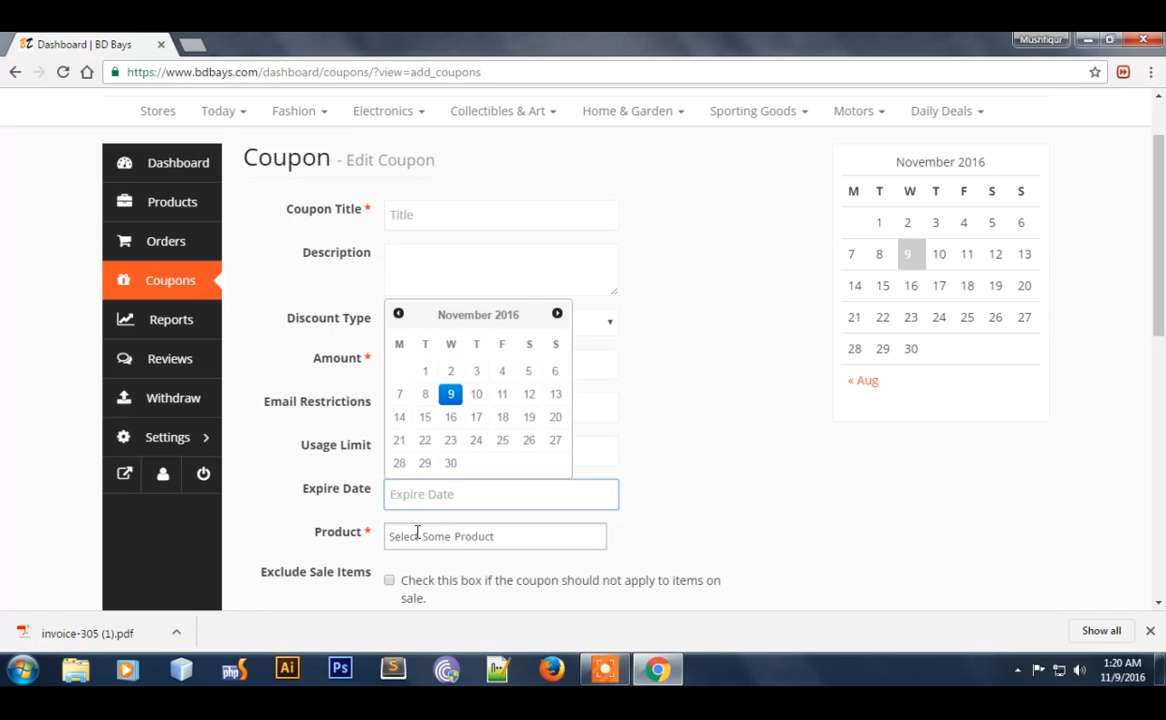 Dashboard | BD Bays
Mushfiqur
https://www.bdbays.com/dashboard/coupons/?view=add_coupons
Stores Today Fashion Electronics Collectibles & Art Home & Garden Sporting Goods Motors Daily Deals
Dashboard
Products
Orders
Coupons
Reports
Reviews
Withdraw
Settings
Coupon - Edit Coupon
Coupon Title *
Title
Description
Discount Type
Amount *
Email Restrictions
Usage Limit
Expire Date
Expire Date
Product *
Select Some Product
Exclude Sale Items
Check this box if the coupon should not apply to items on
sale.
November 2016
M T W T F S S
1 2 3 4 5 6
7 8 9 10 11 12 13
14 15 16 17 18 19 20
21 22 23 24 25 26 27
28 29 30
November 2016
M T W T F S S
1 2 3 4 5 6
7 8 9 10 11 12 13
14 15 16 17 18 19 20
21 22 23 24 25 26 27
28 29 30
« Aug
invoice-305 (1).pdf
Show all
php
Ai
Ps
S
1:20 AM
11/9/2016